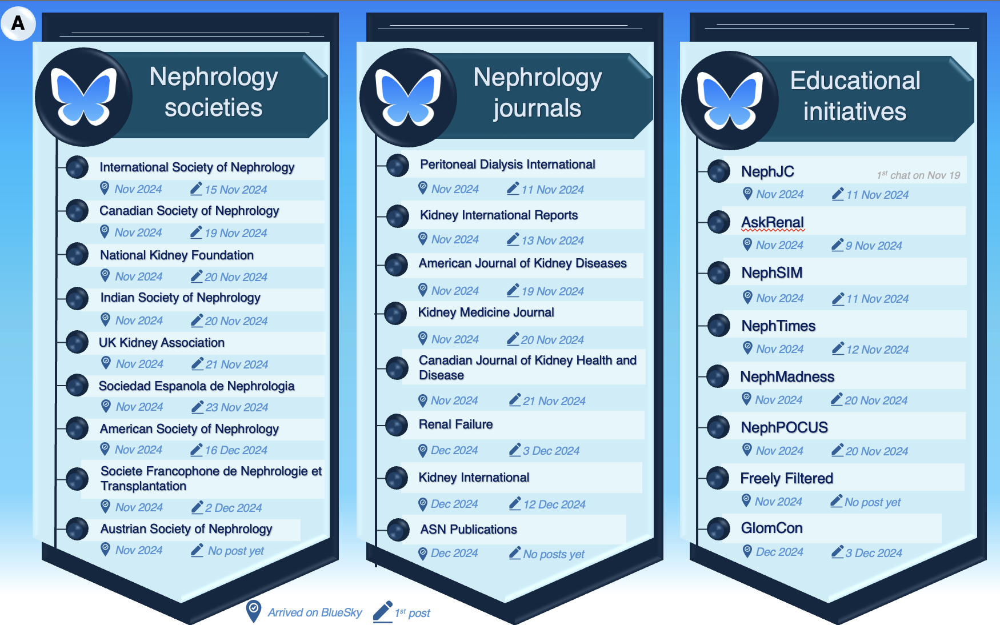 A
Nephrology
societies
International Society of Nephrology
Nov 2024 15 Nov 2024
Canadian Society of Nephrology
Nov 2024 19 Nov 2024
National Kidney Foundation
Nov 2024 20 Nov 2024
Indian Society of Nephrology
Nov 2024 20 Nov 2024
UK Kidney Association
Nov 2024 21 Nov 2024
Sociedad Espanola de Nephrologia
Nov 2024 23 Nov 2024
American Society of Nephrology
Nov 2024 16 Dec 2024
Societe Francophone de Nephrologie et
Transplantation
Nov 2024 2 Dec 2024
Austrian Society of Nephrology
Nov 2024 No post yet
Nephrology
journals
Peritoneal Dialysis International
Nov 2024 11 Nov 2024
Kidney International Reports
Nov 2024 13 Nov 2024
American Journal of Kidney Diseases
Nov 2024 19 Nov 2024
Kidney Medicine Journal
Nov 2024 20 Nov 2024
Canadian Journal of Kidney Health and
Disease
Nov 2024 21 Nov 2024
Renal Failure
Dec 2024 3 Dec 2024
Kidney International
Dec 2024 12 Dec 2024
ASN Publications
Dec 2024 No posts yet
Educational
initiatives
NephJC 1st chat on Nov 19
Nov 2024 11 Nov 2024
AskRenal
Nov 2024 9 Nov 2024
NephSIM
Nov 2024 11 Nov 2024
NephTimes
Nov 2024 12 Nov 2024
NephMadness
Nov 2024 20 Nov 2024
NephPOCUS
Nov 2024 20 Nov 2024
Freely Filtered
Nov 2024 No post yet
GlomCon
Dec 2024 3 Dec 2024
Arrived on BlueSky 1st post